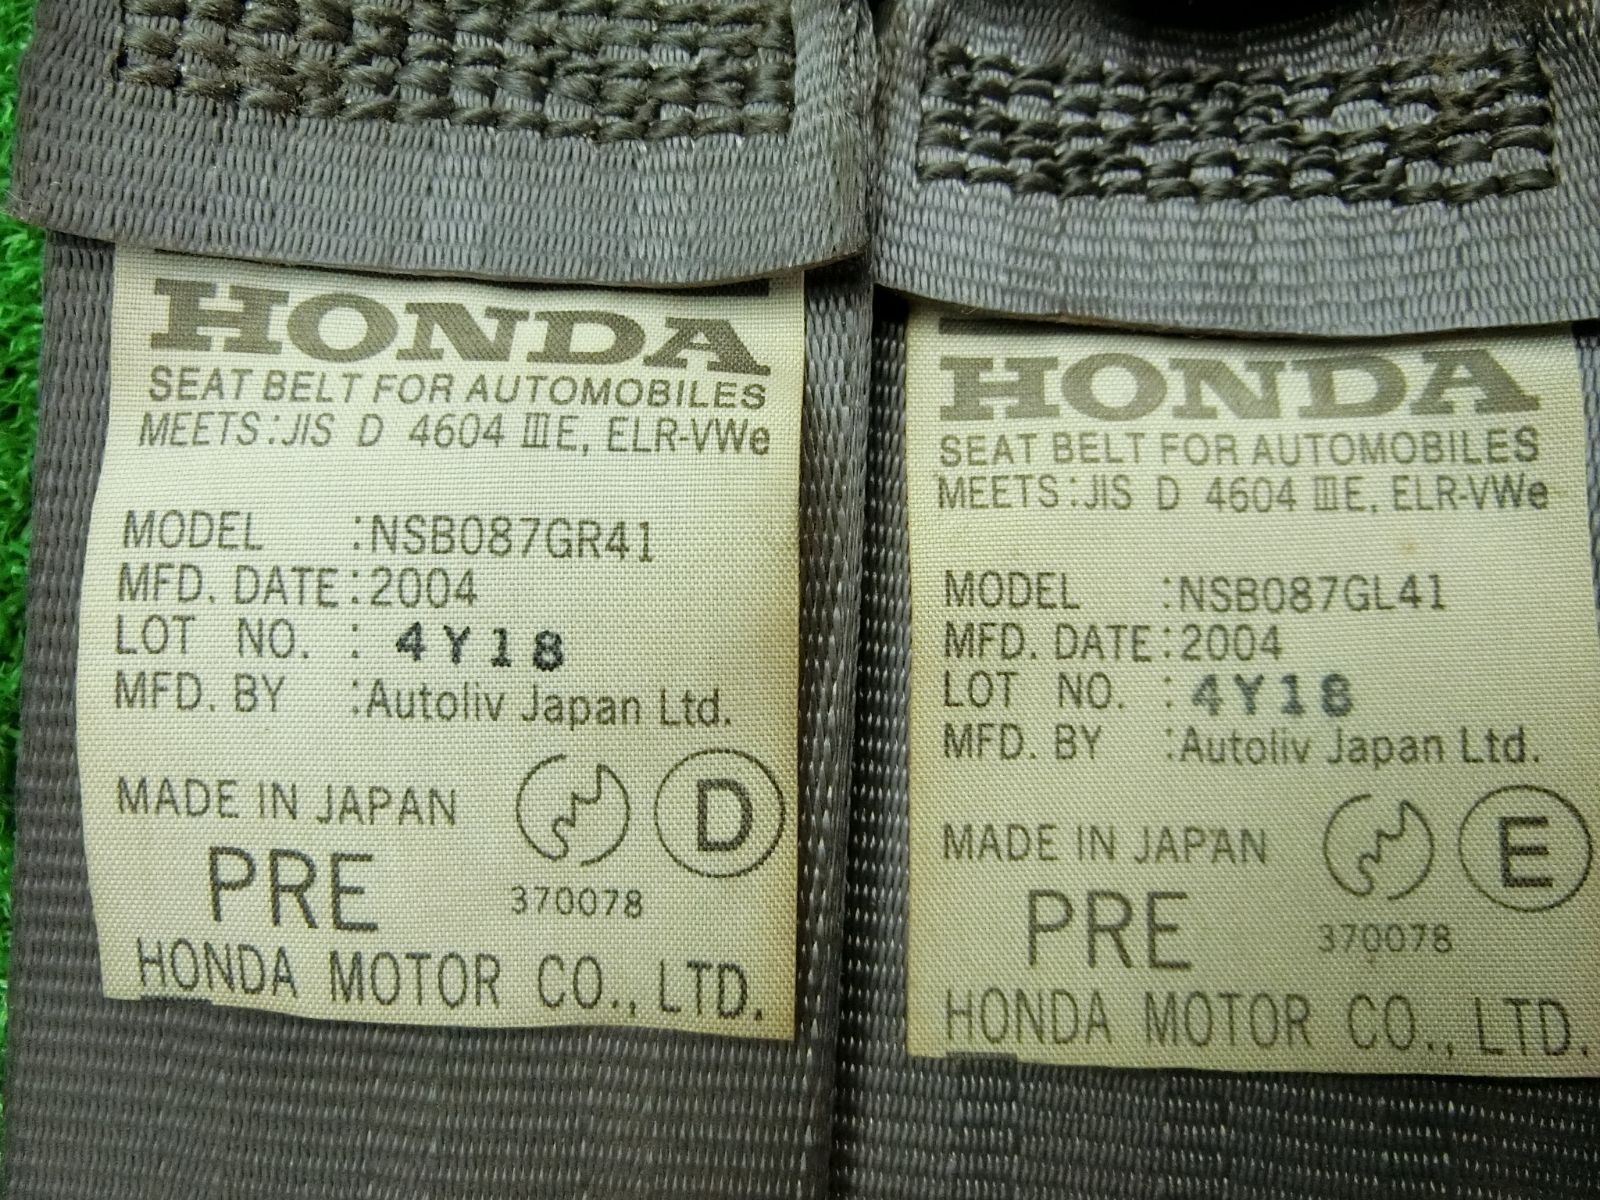 HONDA
SEAT BELT FOR AUTOMOBILES
MEETS:JIS D 4604 ⅢE, ELR-VWe
MODEL :NSB087GR41
MFD. DATE:2004
LOT NO. : 4Y18
MFD. BY :Autoliv Japan Ltd.
MADE IN JAPAN D
PRE 370078
HONDA MOTOR CO., LTD.
HONDA
SEAT BELT FOR AUTOMOBILES
MEETS:JIS D 4604 ⅢE, ELR-VWe
MODEL :NSB087GL41
MFD. DATE:2004
LOT NO. : 4Y18
MFD. BY :Autoliv Japan Ltd.
MADE IN JAPAN E
PRE 370078
HONDA MOTOR CO., LTD.